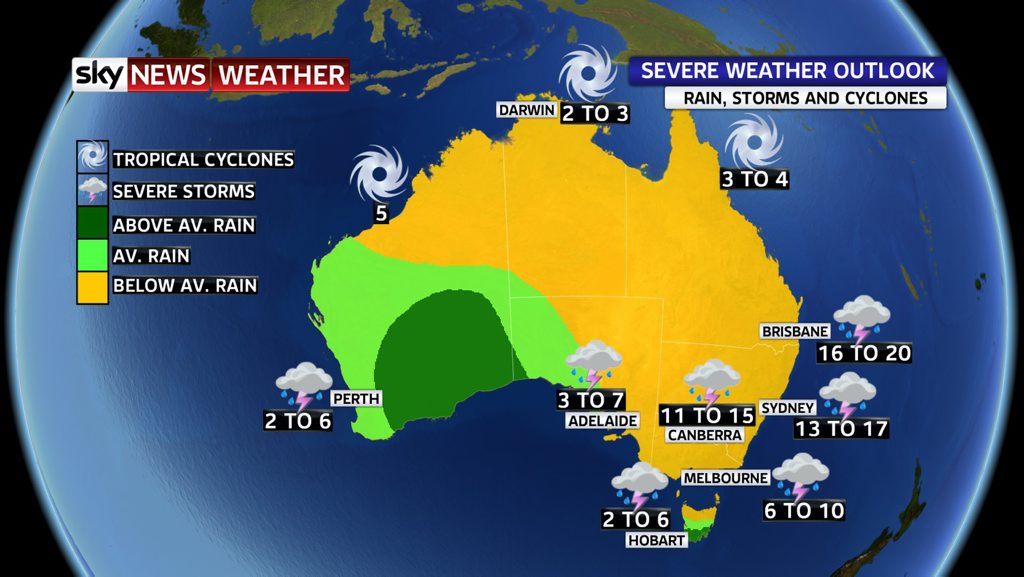 sky NEWS WEATHER
SEVERE WEATHER OUTLOOK
RAIN, STORMS AND CYCLONES
TROPICAL CYCLONES
SEVERE STORMS
ABOVE AV. RAIN
AV. RAIN
BELOW AV. RAIN
DARWIN
2 TO 3
3 TO 4
5
BRISBANE
16 TO 20
PERTH
2 TO 6
3 TO 7
ADELAIDE
11 TO 15
CANBERRA
SYDNEY
13 TO 17
MELBOURNE
6 TO 10
2 TO 6
HOBART